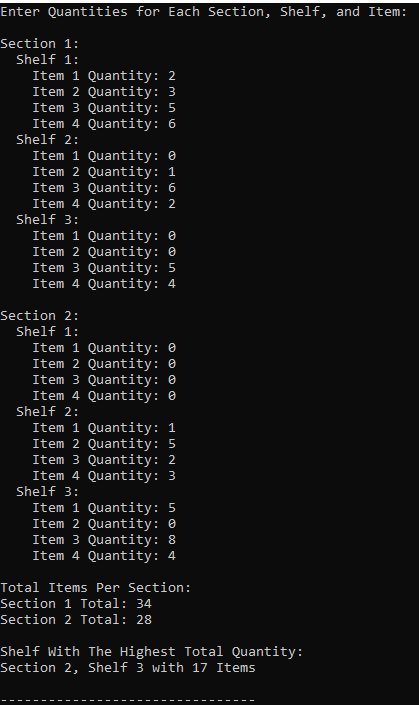 Enter Quantities for Each Section, Shelf, and Item:

Section 1:
  Shelf 1:
    Item 1 Quantity: 2
    Item 2 Quantity: 3
    Item 3 Quantity: 5
    Item 4 Quantity: 6
  Shelf 2:
    Item 1 Quantity: 0
    Item 2 Quantity: 1
    Item 3 Quantity: 6
    Item 4 Quantity: 2
  Shelf 3:
    Item 1 Quantity: 0
    Item 2 Quantity: 0
    Item 3 Quantity: 5
    Item 4 Quantity: 4

Section 2:
  Shelf 1:
    Item 1 Quantity: 0
    Item 2 Quantity: 0
    Item 3 Quantity: 0
    Item 4 Quantity: 0
  Shelf 2:
    Item 1 Quantity: 1
    Item 2 Quantity: 5
    Item 3 Quantity: 2
    Item 4 Quantity: 3
  Shelf 3:
    Item 1 Quantity: 5
    Item 2 Quantity: 0
    Item 3 Quantity: 8
    Item 4 Quantity: 4

Total Items Per Section:
Section 1 Total: 34
Section 2 Total: 28

Shelf With The Highest Total Quantity:
Section 2, Shelf 3 with 17 Items

--------------------------------